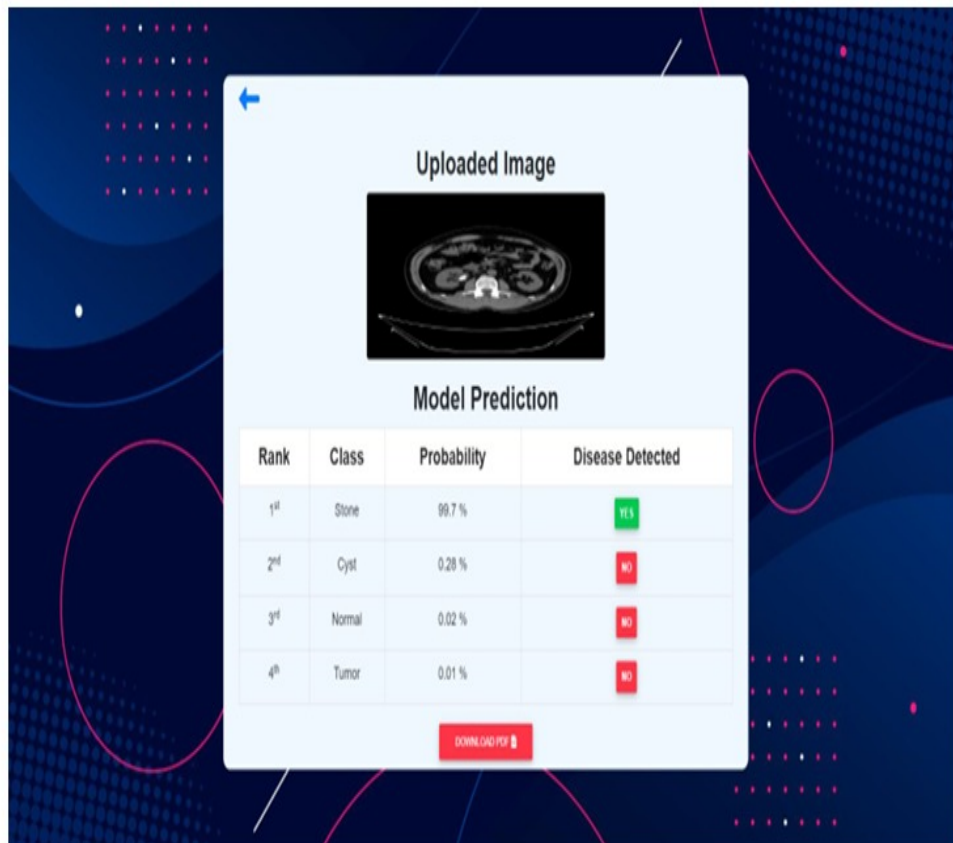 Uploaded Image
Model Prediction
Rank Class Probability Disease Detected
1st Stone 99.7 % YES
2nd Cyst 0.28 % NO
3rd Normal 0.02 % NO
4th Tumor 0.01 % NO
DOWNLOAD PDF